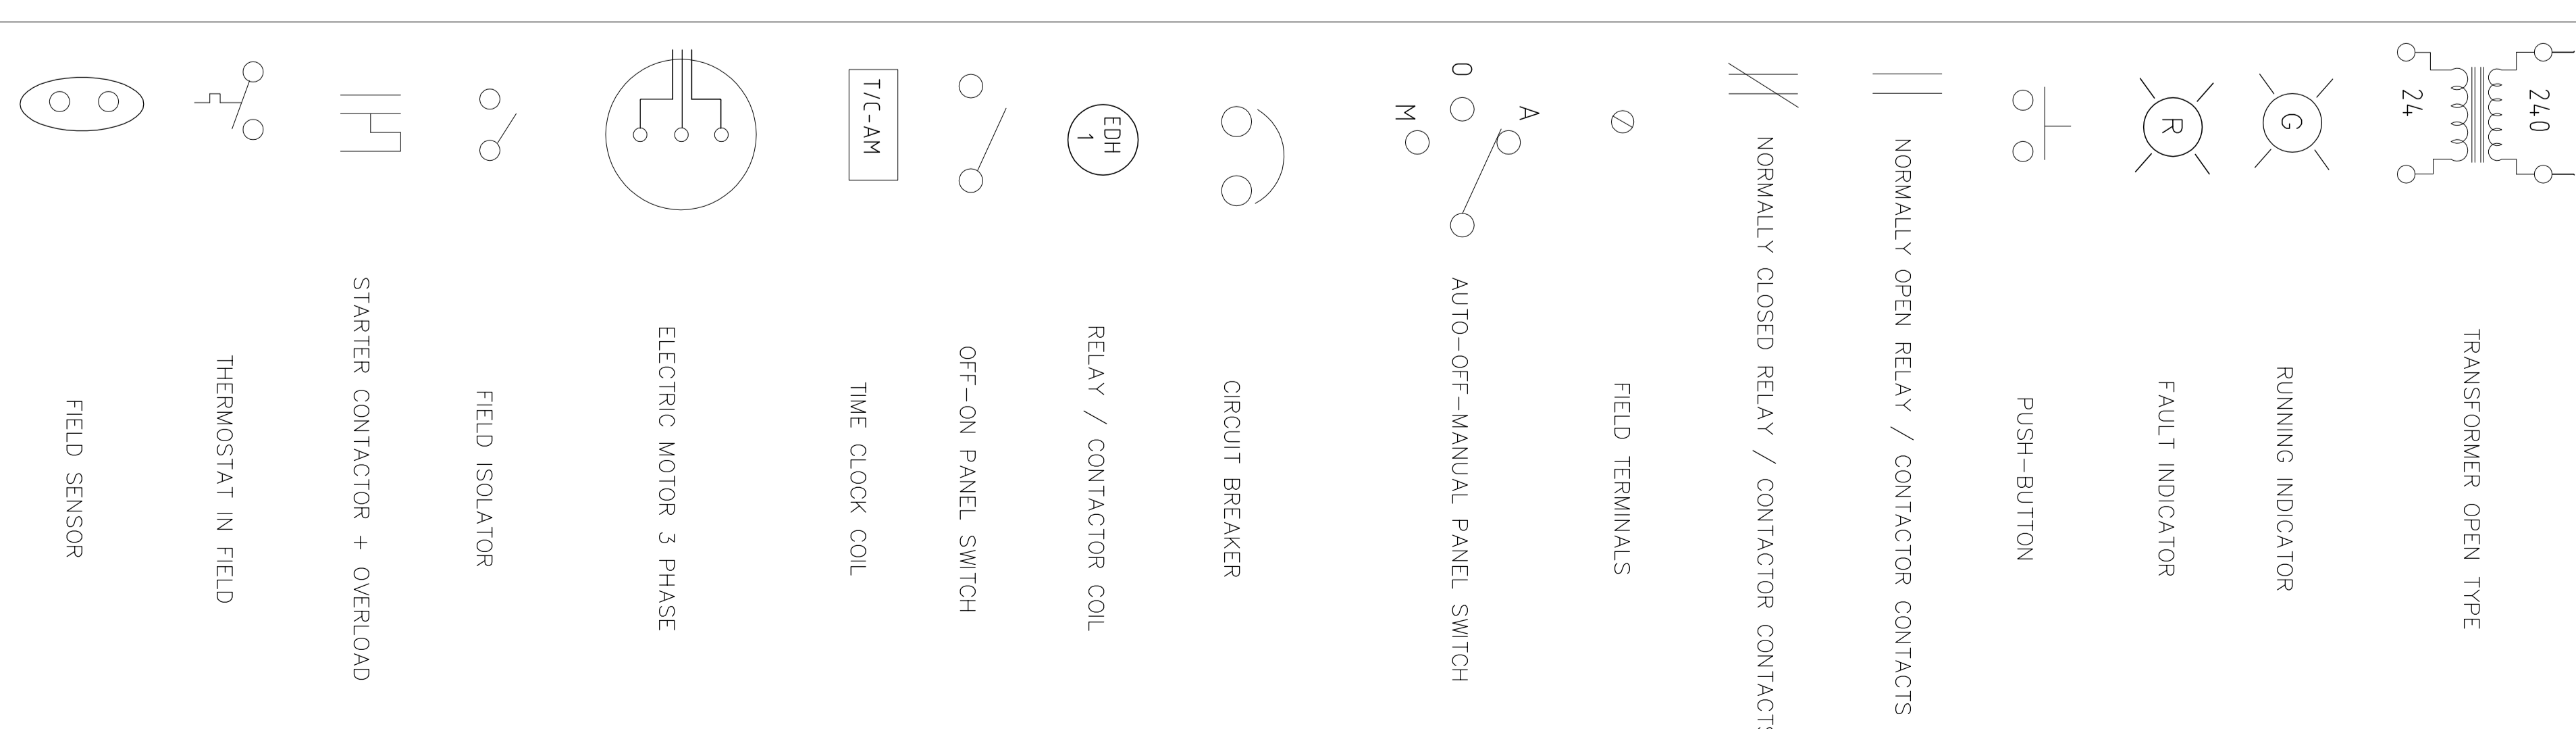 240
TRANSFORMER OPEN TYPE
24
G
RUNNING INDICATOR
R
FAULT INDICATOR
PUSH-BUTTON
NORMALLY OPEN RELAY / CONTACTOR CONTACTS
NORMALLY CLOSED RELAY / CONTACTOR CONTACTS
FIELD TERMINALS
A
O
AUTO-OFF-MANUAL PANEL SWITCH
M
CIRCUIT BREAKER
EDH
1
RELAY / CONTACTOR COIL
OFF-ON PANEL SWITCH
T/C-AM
TIME CLOCK COIL
ELECTRIC MOTOR 3 PHASE
FIELD ISOLATOR
STARTER CONTACTOR + OVERLOAD
THERMOSTAT IN FIELD
FIELD SENSOR